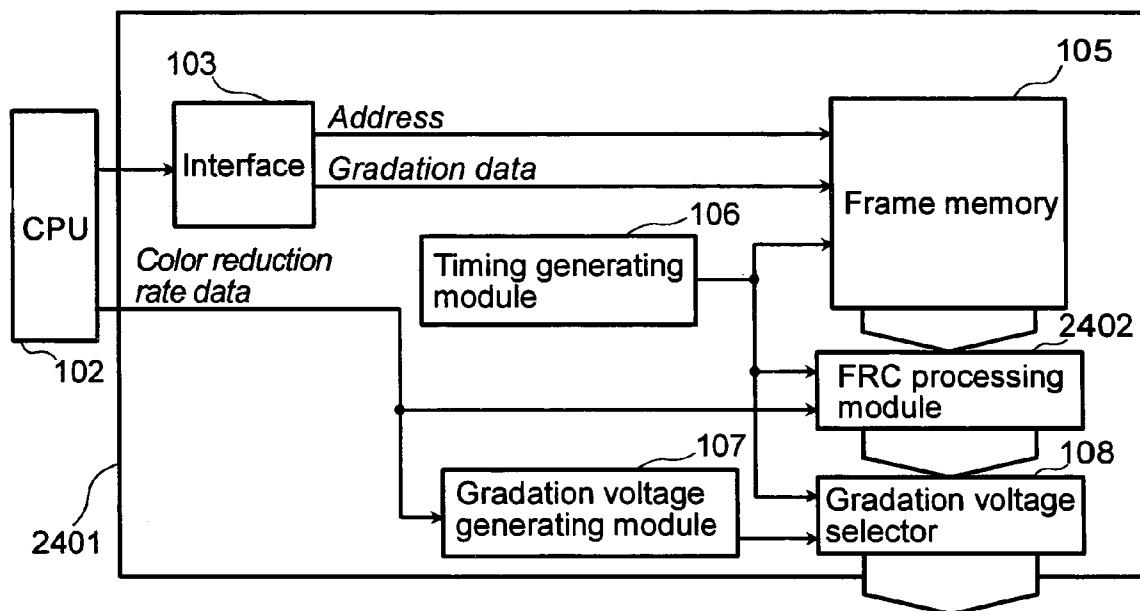 103
105
Address
Interface
Gradation data
Frame memory
CPU
106
Color reduction
rate data
Timing generating
module
102
2402
FRC processing
module
107
108
Gradation voltage
generating module
Gradation voltage
selector
2401